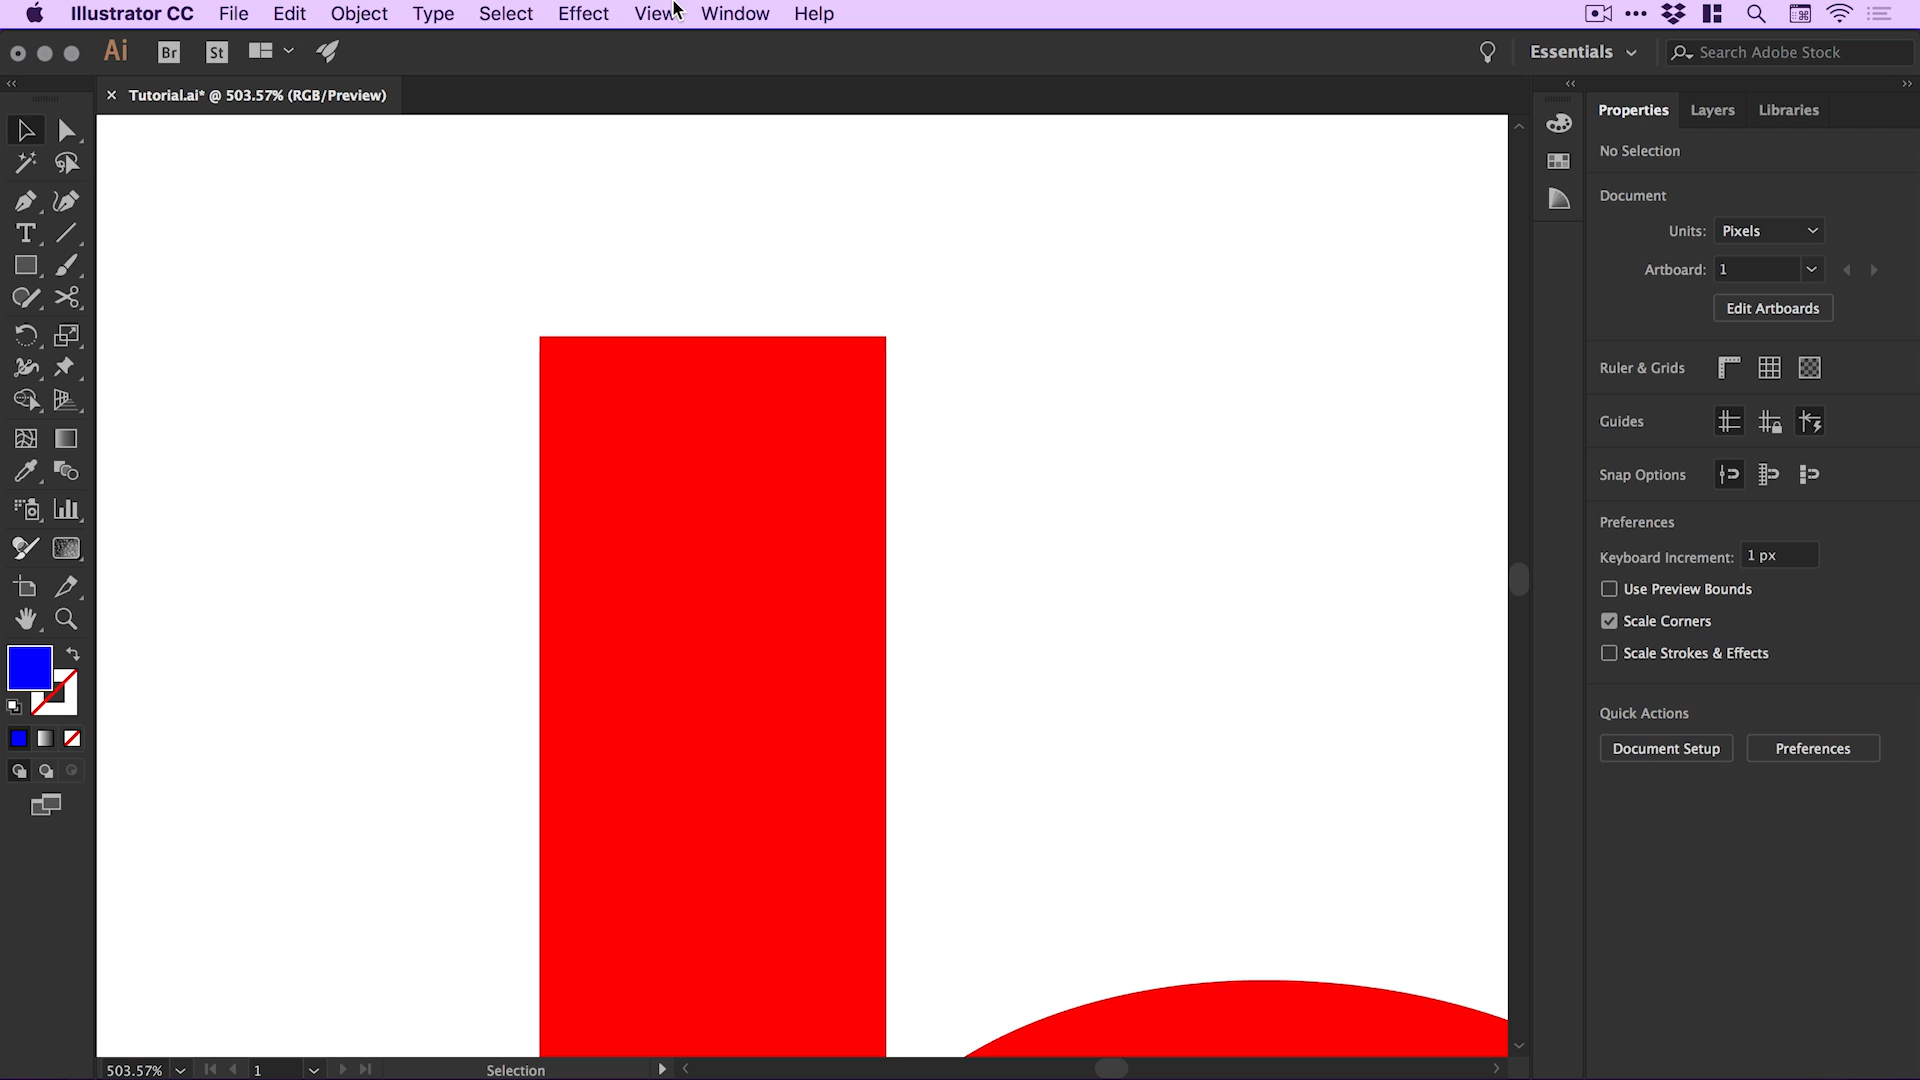 Illustrator CC File Edit Object Type Select Effect View Window Help
Ai Br St Essentials Search Adobe Stock
Tutorial.ai* @ 503.57% (RGB/Preview)
Properties Layers Libraries
No Selection
Document
Units: Pixels
Artboard: 1
Edit Artboards
Ruler & Grids
Guides
Snap Options
Preferences
Keyboard Increment: 1 px
Use Preview Bounds
Scale Corners
Scale Strokes & Effects
Quick Actions
Document Setup Preferences
503.57% 1 Selection